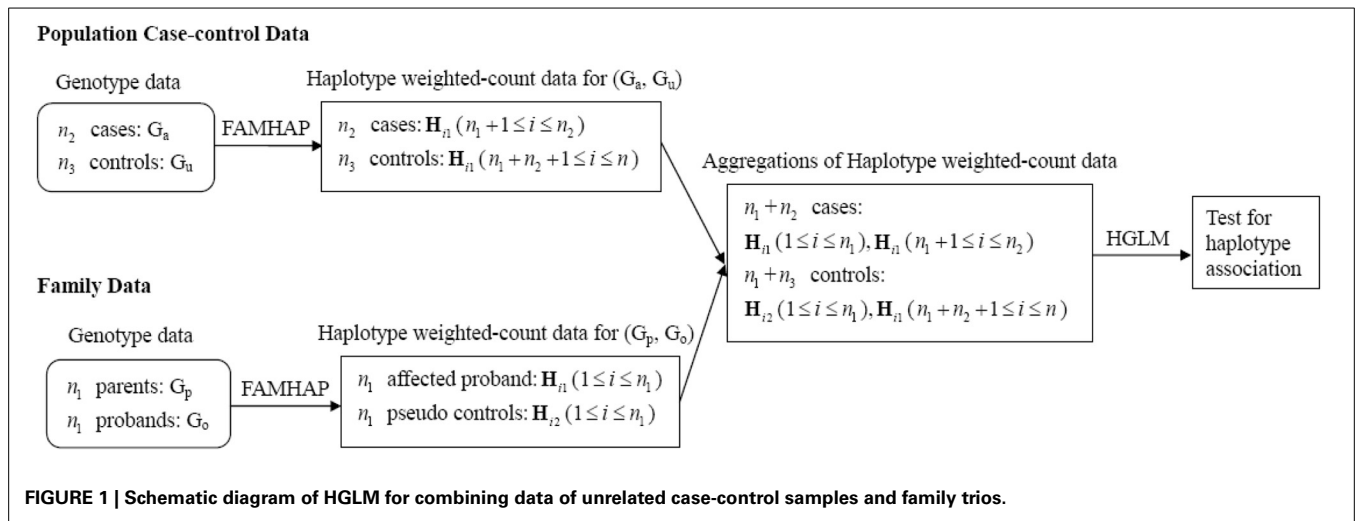 Population Case-control Data
Genotype data
n₂ cases: Gₐ
n₃ controls: Gᵤ
FAMHAP
Haplotype weighted-count data for (Gₐ, Gᵤ)
n₂ cases: Hᵢ₁ (n₁ + 1 ≤ i ≤ n₂)
n₃ controls: Hᵢ₁ (n₁ + n₂ + 1 ≤ i ≤ n)
Family Data
Genotype data
n₁ parents: Gₚ
n₁ probands: Gₒ
FAMHAP
Haplotype weighted-count data for (Gₚ, Gₒ)
n₁ affected proband: Hᵢ₁ (1 ≤ i ≤ n₁)
n₁ pseudo controls: Hᵢ₂ (1 ≤ i ≤ n₁)
Aggregations of Haplotype weighted-count data
n₁ + n₂ cases:
Hᵢ₁ (1 ≤ i ≤ n₁), Hᵢ₁ (n₁ + 1 ≤ i ≤ n₂)
n₁ + n₃ controls:
Hᵢ₂ (1 ≤ i ≤ n₁), Hᵢ₁ (n₁ + n₂ + 1 ≤ i ≤ n)
HGLM
Test for
haplotype
association
FIGURE 1 | Schematic diagram of HGLM for combining data of unrelated case-control samples and family trios.